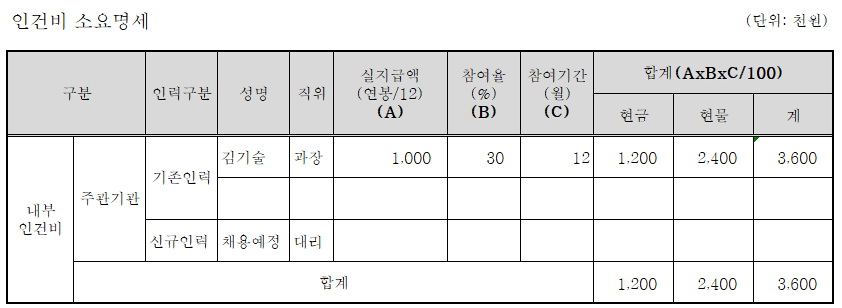 인건비 소요명세
(단위: 천원)
구분 인력구분 성명 직위 실지급액 (연봉/12) (A) 참여율 (%) (B) 참여기간 (월) (C) 합계(AxBxC/100)
현금 현물 계
내부 인건비 주관기관 기존인력 김기술 과장 1,000 30 12 1,200 2,400 3,600
신규인력 채용예정 대리
합계 1,200 2,400 3,600